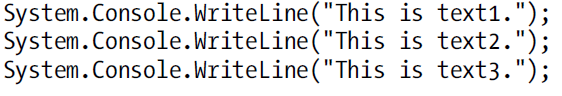 System.Console.WriteLine("This is text1.");
System.Console.WriteLine("This is text2.");
System.Console.WriteLine("This is text3.");